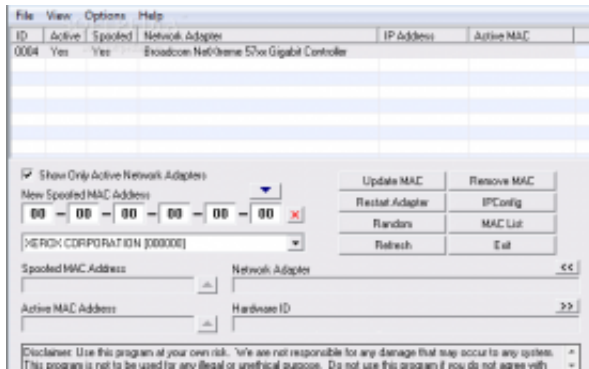 File View Options Help
ID Active Spoofed Network Adapter IP Address Active MAC
0004 Yes Yes Broadcom NetXtreme 57xx Gigabit Controller
Show Only Active Network Adapters
New Spoofed MAC Address
00 - 00 - 00 - 00 - 00 - 00
XEROX CORPORATION [000000]
Update MAC Remove MAC
Restart Adapter IPConfig
Random MAC List
Refresh Exit
Spoofed MAC Address Network Adapter <<
Active MAC Address Hardware ID >>
Disclaimer: Use this program at your own risk. We are not responsible for any damage that may occur to any system.
This program is not to be used for any illegal or unethical purpose. Do not use this program if you do not agree with